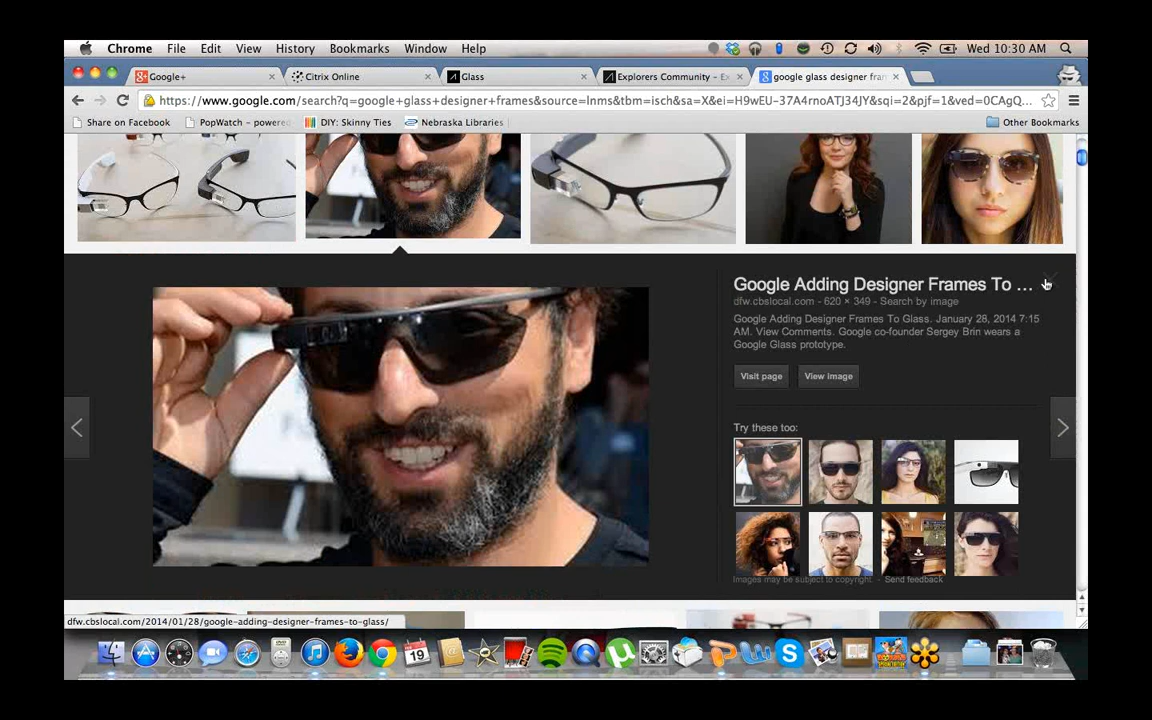 Chrome File Edit View History Bookmarks Window Help Wed 10:30 AM
Google+ Citrix Online Glass Explorers Community - Ex google glass designer fran
https://www.google.com/search?q=google+glass+designer+frames&source=lnms&tbm=isch&sa=X&ei=H9wEU-37A4rnoATJ34JY&sqi=2&pjf=1&ved=0CAgQ...
Share on Facebook PopWatch - powere DIY: Skinny Ties Nebraska Libraries Other Bookmarks
Google Adding Designer Frames To ...
dfw.cbslocal.com - 620 × 349 - Search by image
Google Adding Designer Frames To Glass. January 28, 2014 7:15
AM. View Comments. Google co-founder Sergey Brin wears a
Google Glass prototype.
Visit page View image
Try these too:
Images may be subject to copyright. - Send feedback
dfw.cbslocal.com/2014/01/28/google-adding-designer-frames-to-glass/
19